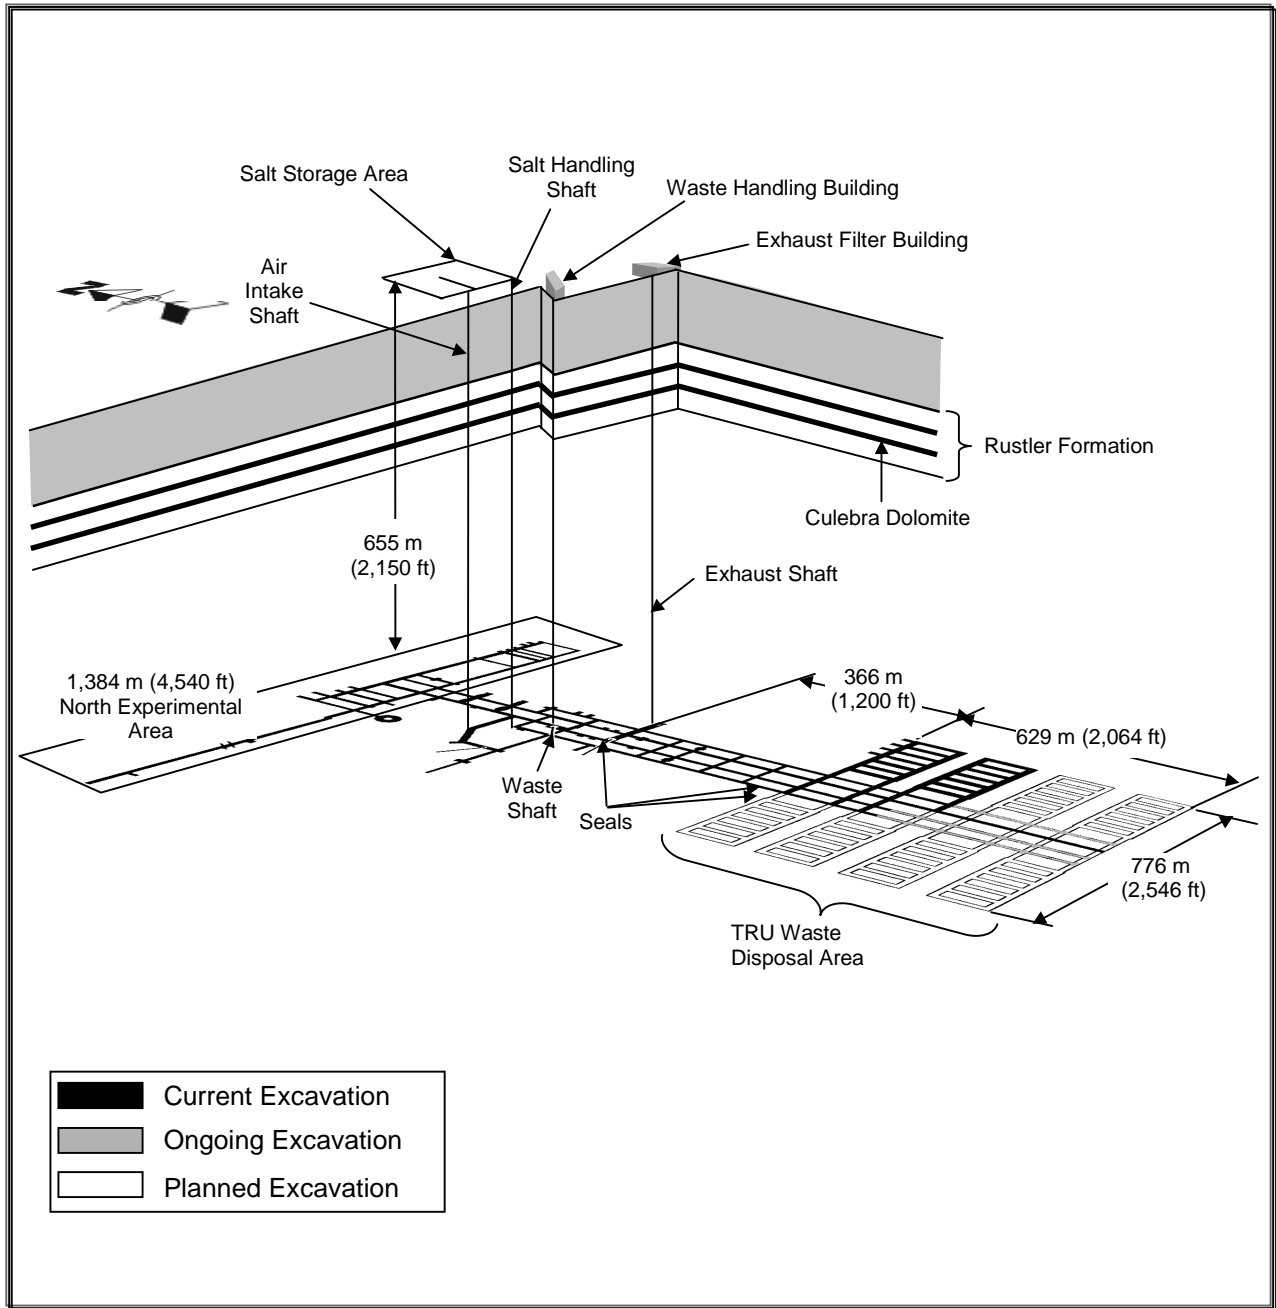 Salt Storage Area
Salt Handling
Shaft
Waste Handling Building
Exhaust Filter Building
Air
Intake
Shaft
N
Rustler Formation
Culebra Dolomite
655 m
(2,150 ft)
Exhaust Shaft
1,384 m (4,540 ft)
North Experimental
Area
366 m
(1,200 ft)
629 m (2,064 ft)
Waste
Shaft
Seals
776 m
(2,546 ft)
TRU Waste
Disposal Area
Current Excavation
Ongoing Excavation
Planned Excavation